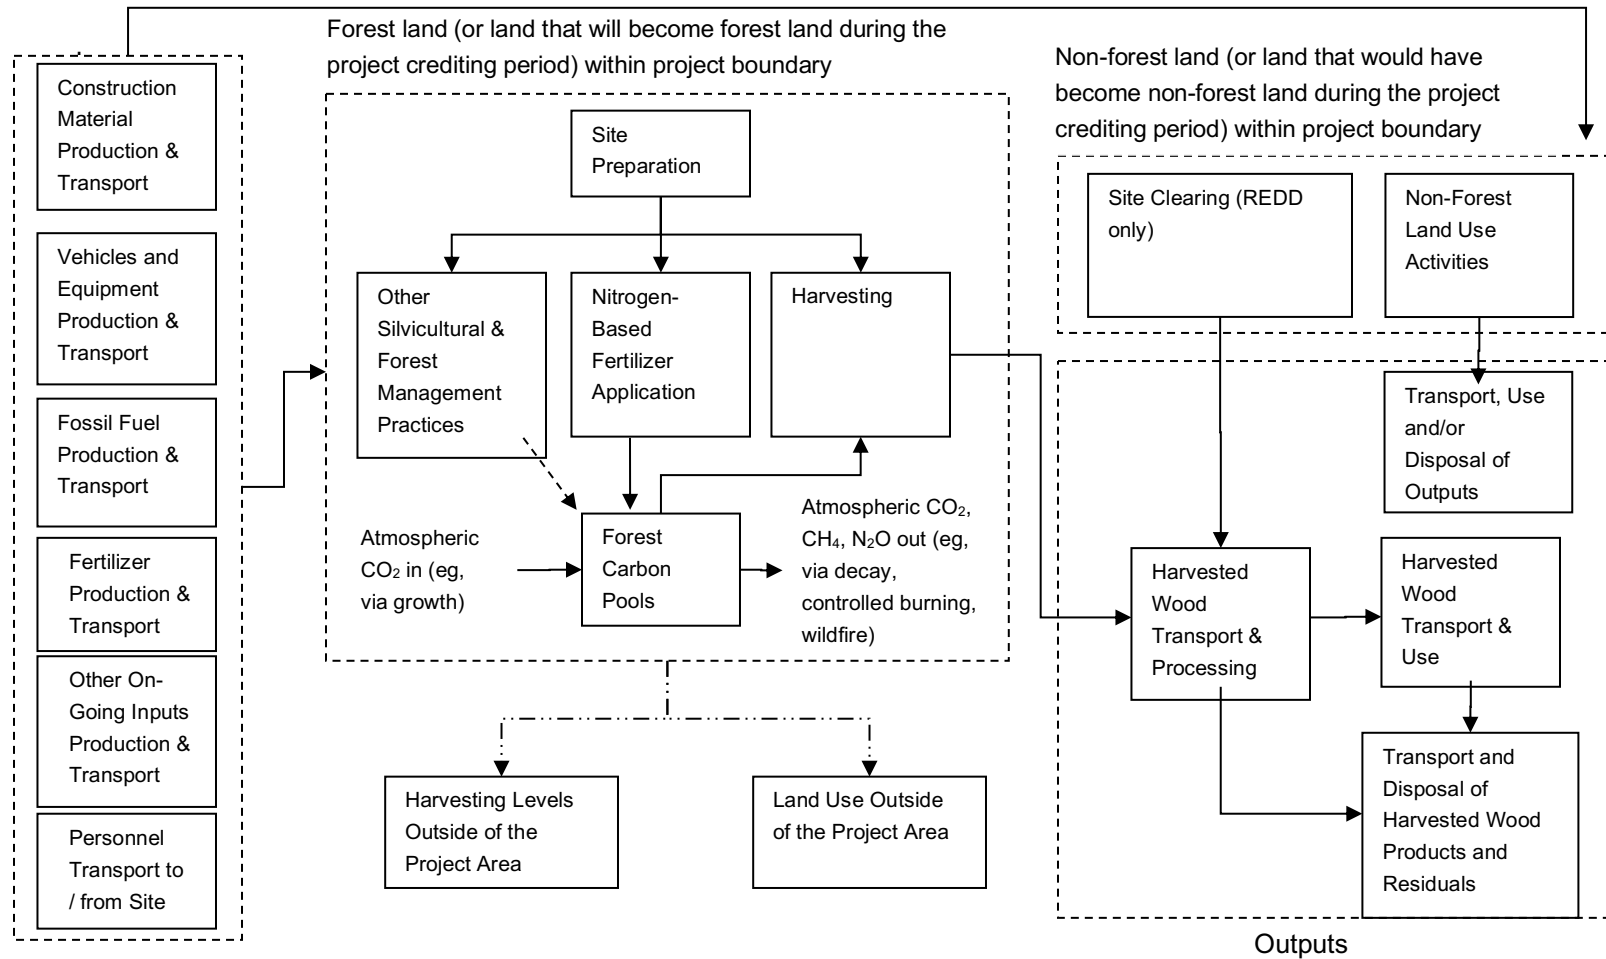 Forest land (or land that will become forest land during the
project crediting period) within project boundary
Non-forest land (or land that would have
become non-forest land during the project
crediting period) within project boundary
Construction
Material
Production &
Transport
Vehicles and
Equipment
Production &
Transport
Fossil Fuel
Production &
Transport
Fertilizer
Production &
Transport
Other On-
Going Inputs
Production &
Transport
Personnel
Transport to
/ from Site
Site
Preparation
Other
Silvicultural &
Forest
Management
Practices
Nitrogen-
Based
Fertilizer
Application
Harvesting
Atmospheric
CO₂ in (eg,
via growth)
Forest
Carbon
Pools
Atmospheric CO₂,
CH₄, N₂O out (eg,
via decay,
controlled burning,
wildfire)
Harvesting Levels
Outside of the
Project Area
Land Use Outside
of the Project Area
Site Clearing (REDD
only)
Non-Forest
Land Use
Activities
Transport, Use
and/or
Disposal of
Outputs
Harvested
Wood
Transport &
Processing
Harvested
Wood
Transport &
Use
Transport and
Disposal of
Harvested Wood
Products and
Residuals
Outputs